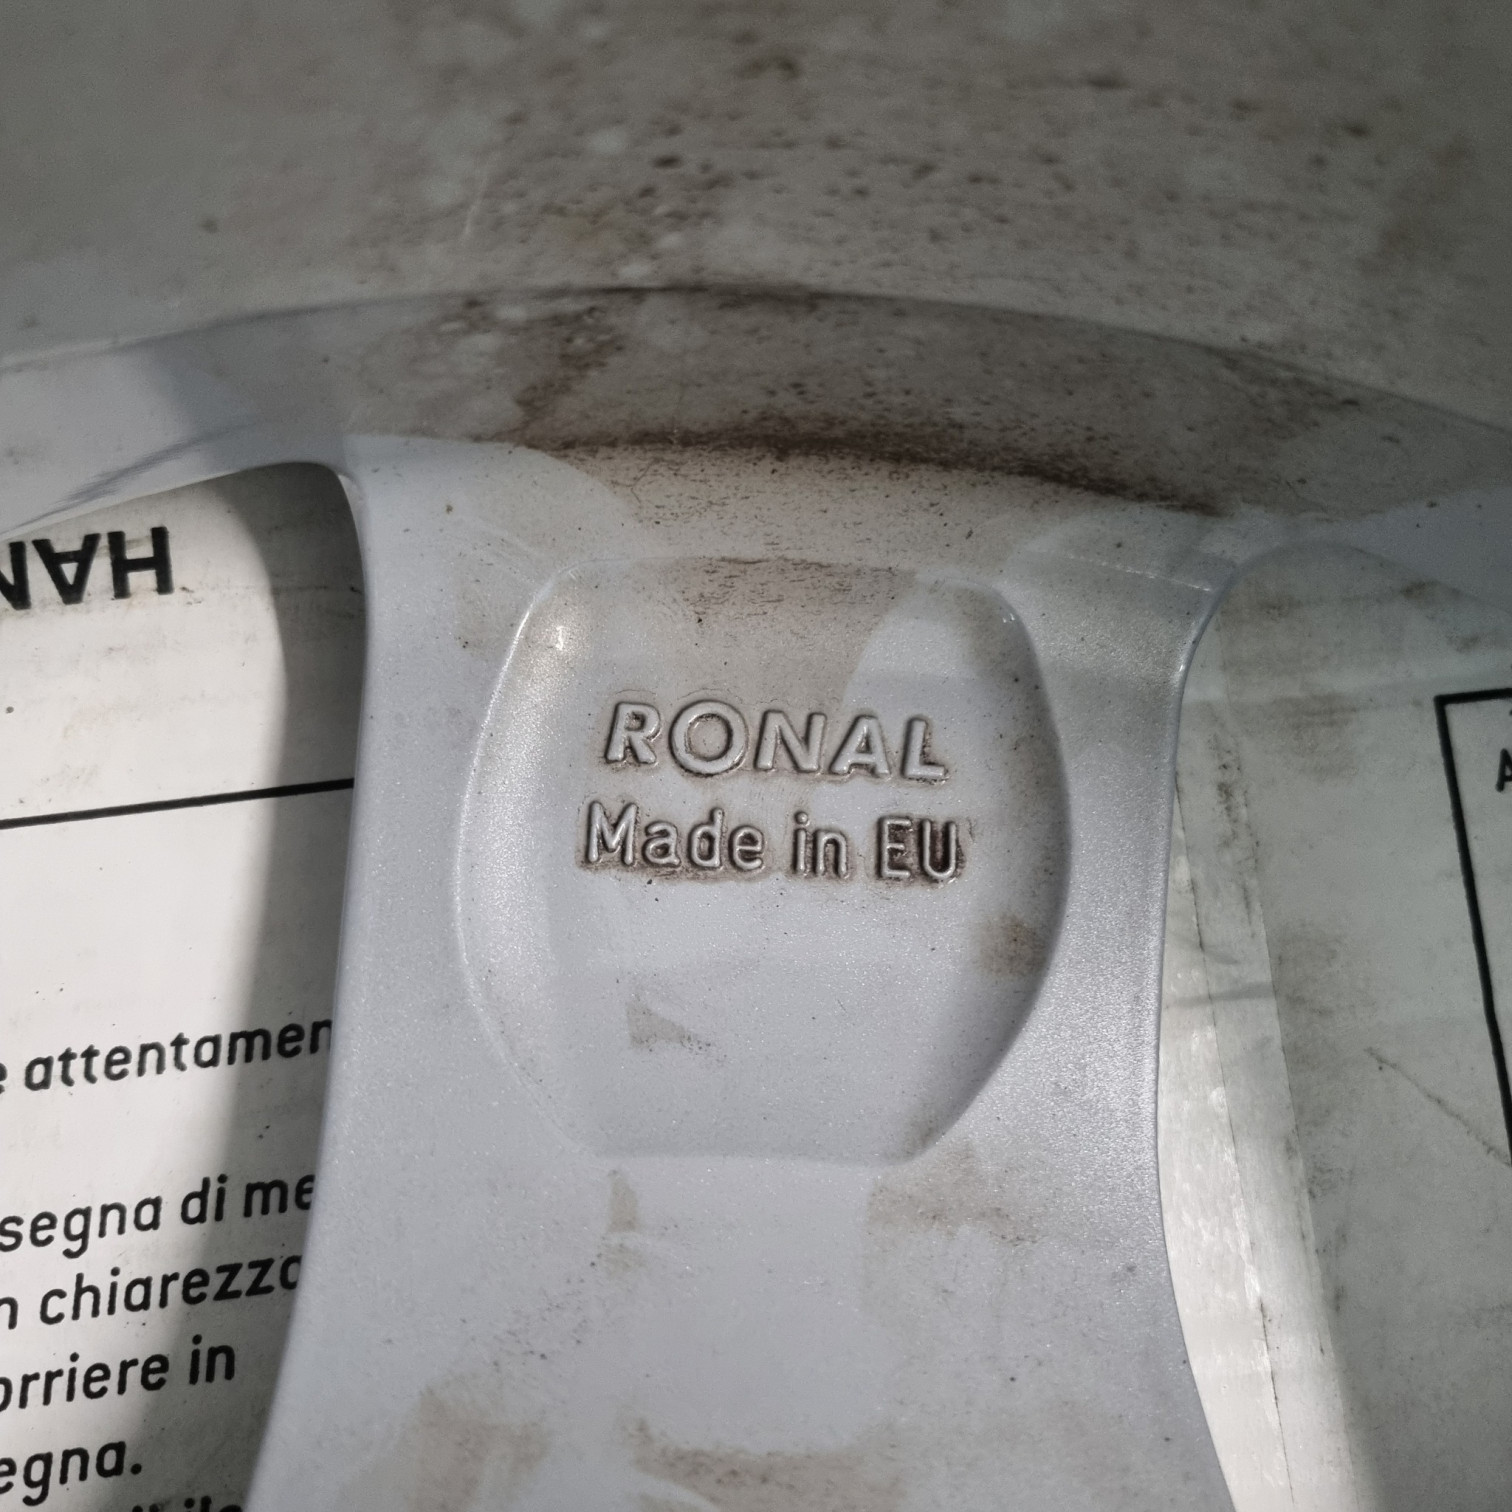 HAN
RONAL
Made in EU
e attentamen
segna di me
n chiarezza
orriere in
egna.